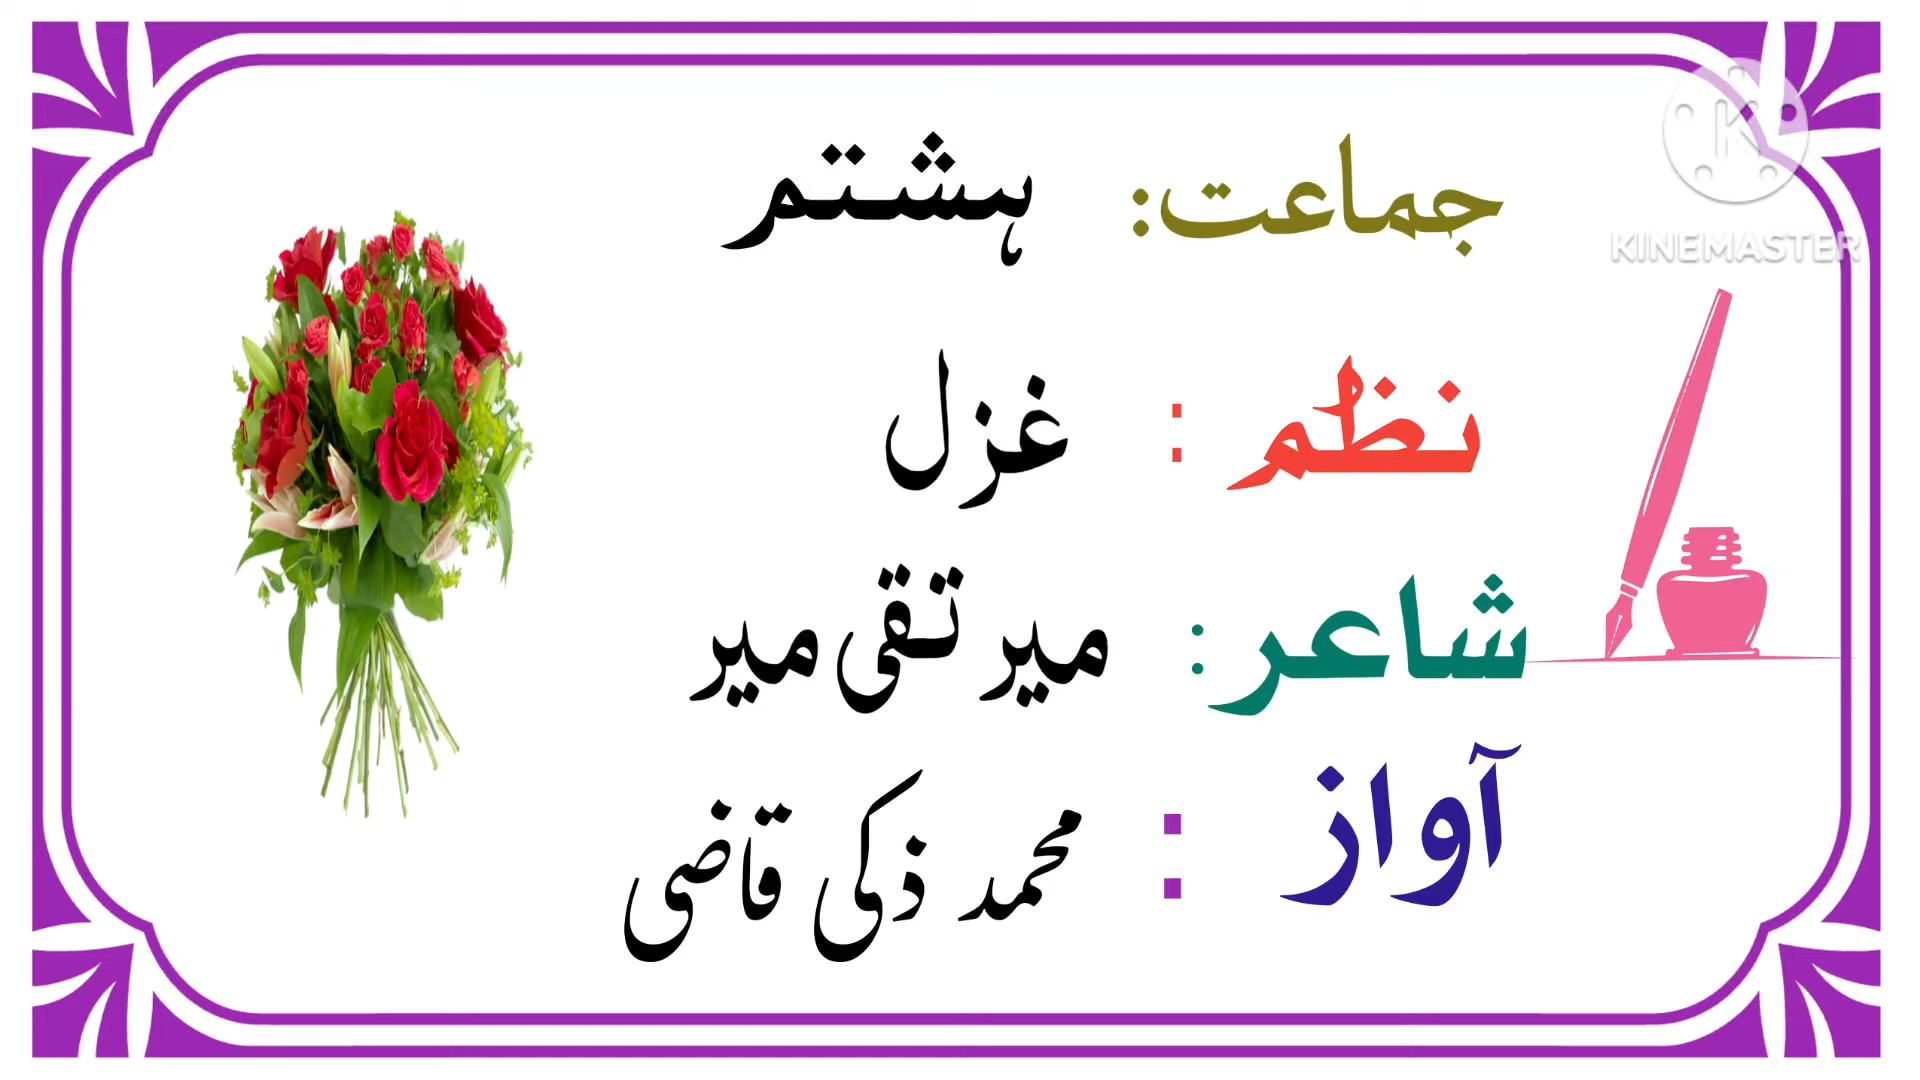 جماعت: ہشتم
KINEMASTER
نظم : غزل
شاعر: میر تقی میر
آواز : محمد ذکی قاضی